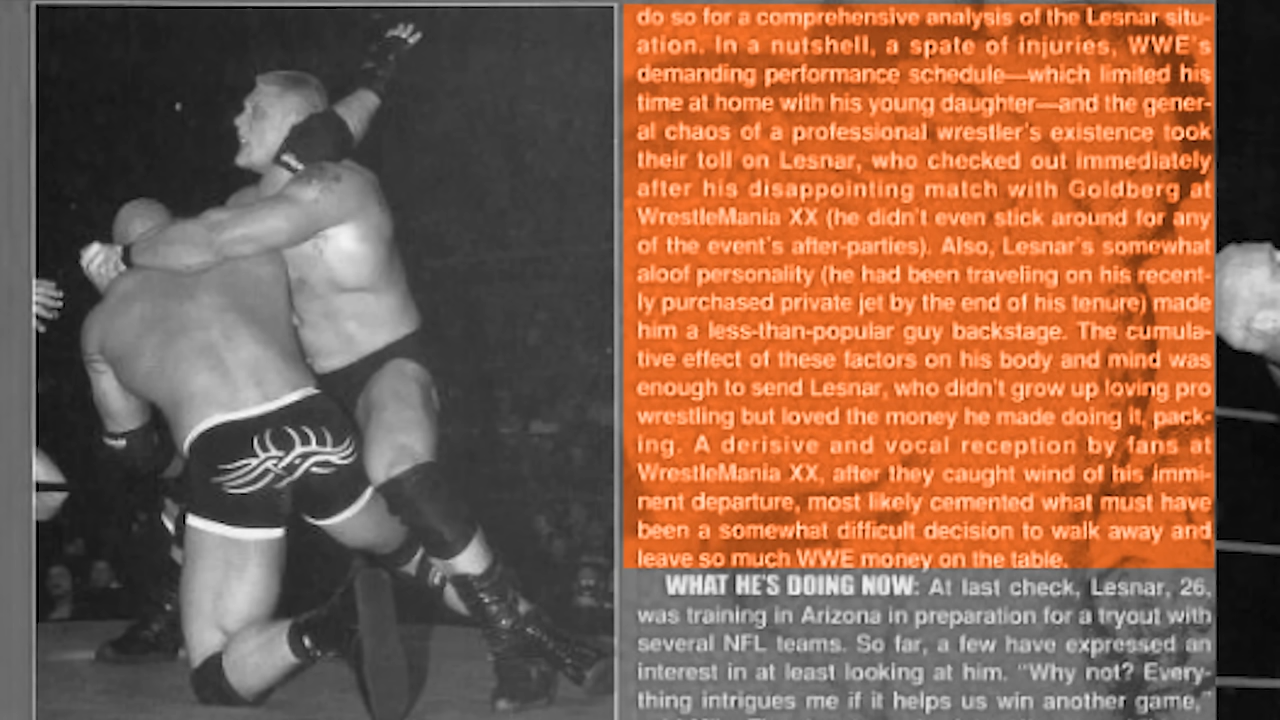 do so for a comprehensive analysis of the Lesnar situ-
ation. In a nutshell, a spate of injuries, WWE's
demanding performance schedule—which limited his
time at home with his young daughter—and the gener-
al chaos of a professional wrestler's existence took
their toll on Lesnar, who checked out immediately
after his disappointing match with Goldberg at
WrestleMania XX (he didn't even stick around for any
of the event's after-parties). Also, Lesnar's somewhat
aloof personality (he had been traveling on his recent-
ly purchased private jet by the end of his tenure) made
him a less-than-popular guy backstage. The cumula-
tive effect of these factors on his body and mind was
enough to send Lesnar, who didn't grow up loving pro
wrestling but loved the money he made doing it, pack-
ing. A derisive and vocal reception by fans at
WrestleMania XX, after they caught wind of his immi-
nent departure, most likely cemented what must have
been a somewhat difficult decision to walk away and
leave so much WWE money on the table.
WHAT HE'S DOING NOW: At last check, Lesnar, 26,
was training in Arizona in preparation for a tryout with
several NFL teams. So far, a few have expressed an
interest in at least looking at him. "Why not? Every-
thing intrigues me if it helps us win another game,"